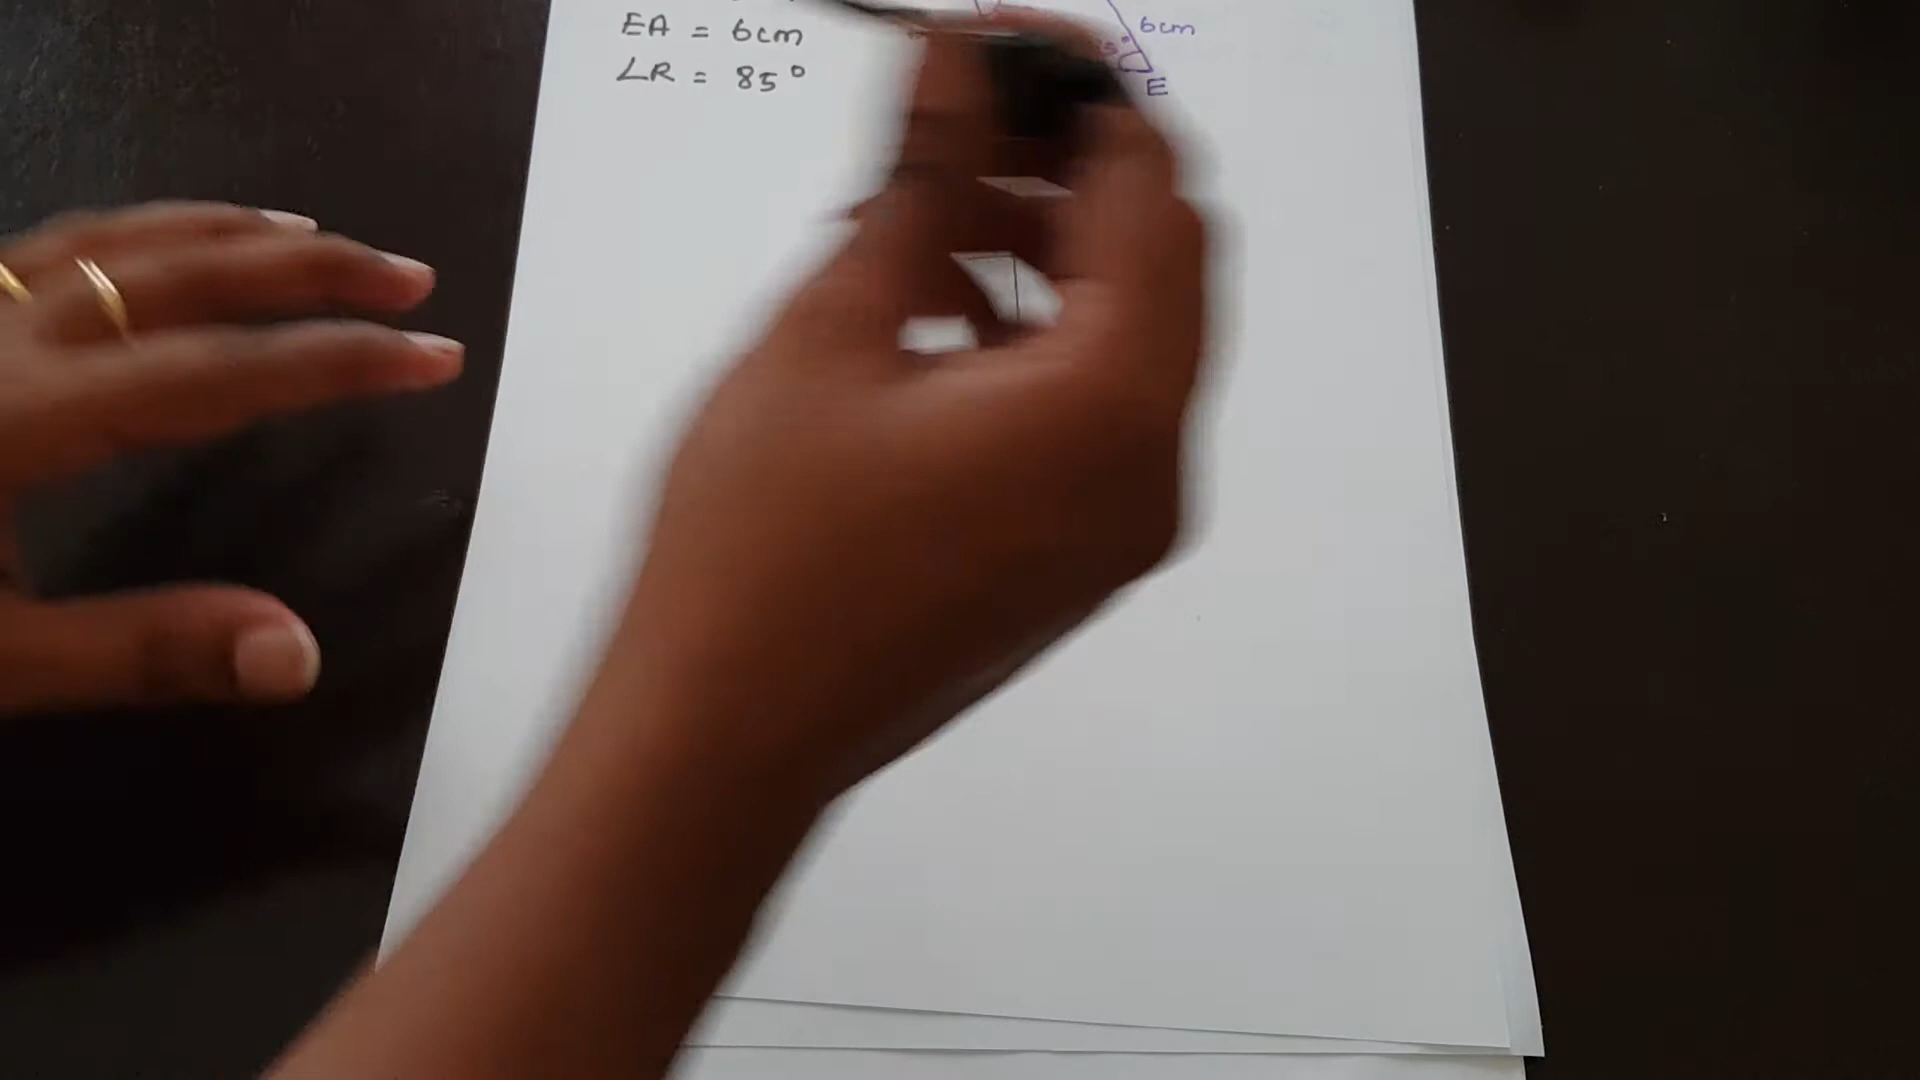 EA = 6cm
∠R = 85°
6cm
E